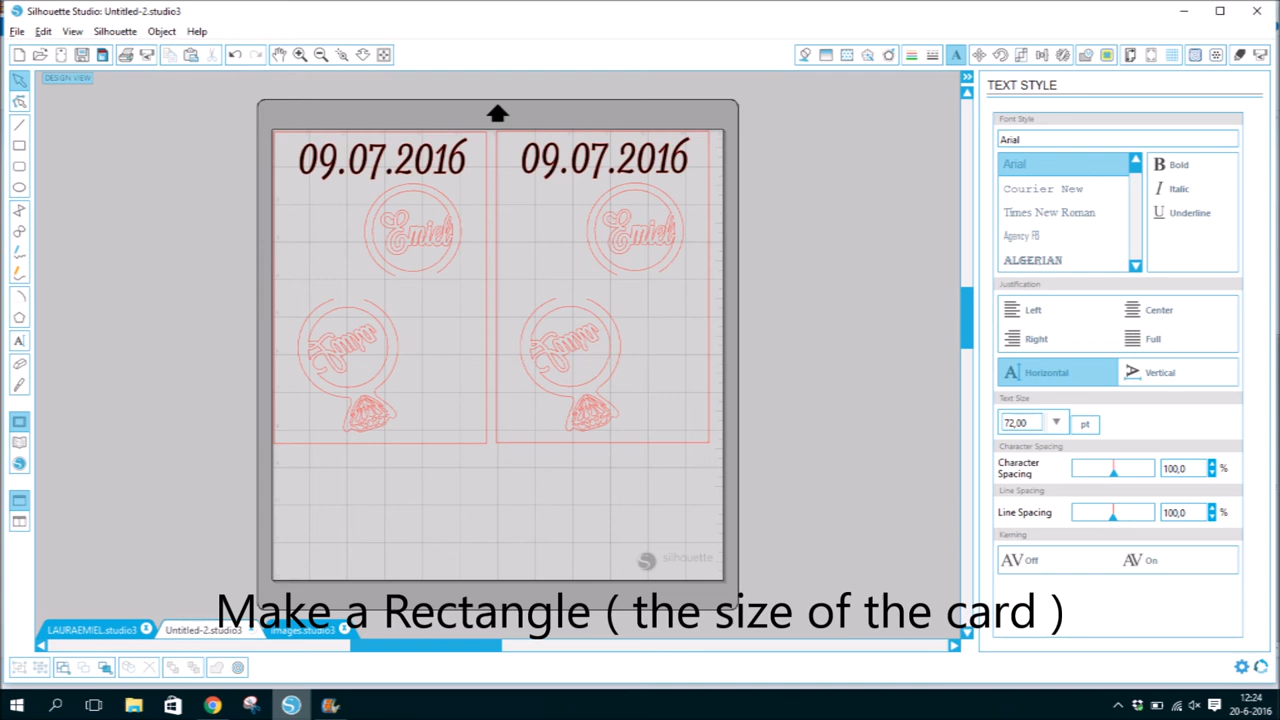 Silhouette Studio: Untitled-2.studio3
File Edit View Silhouette Object Help
DESIGN VIEW
TEXT STYLE
Font Style
Arial
Arial
Courier New
Times New Roman
Agency FB
ALGERIAN
B Bold
I Italic
U Underline
Justification
Left Center
Right Full
Horizontal Vertical
Text Size
72,00 pt
Character Spacing
Character Spacing 100,0 %
Line Spacing
Line Spacing 100,0 %
Kerning
AV Off AV On
09.07.2016 09.07.2016
Emiel Emiel
silhouette
Make a Rectangle ( the size of the card )
LAURAEMIEL.studio3 Untitled-2.studio3 images.studio3
12:24
20-6-2016